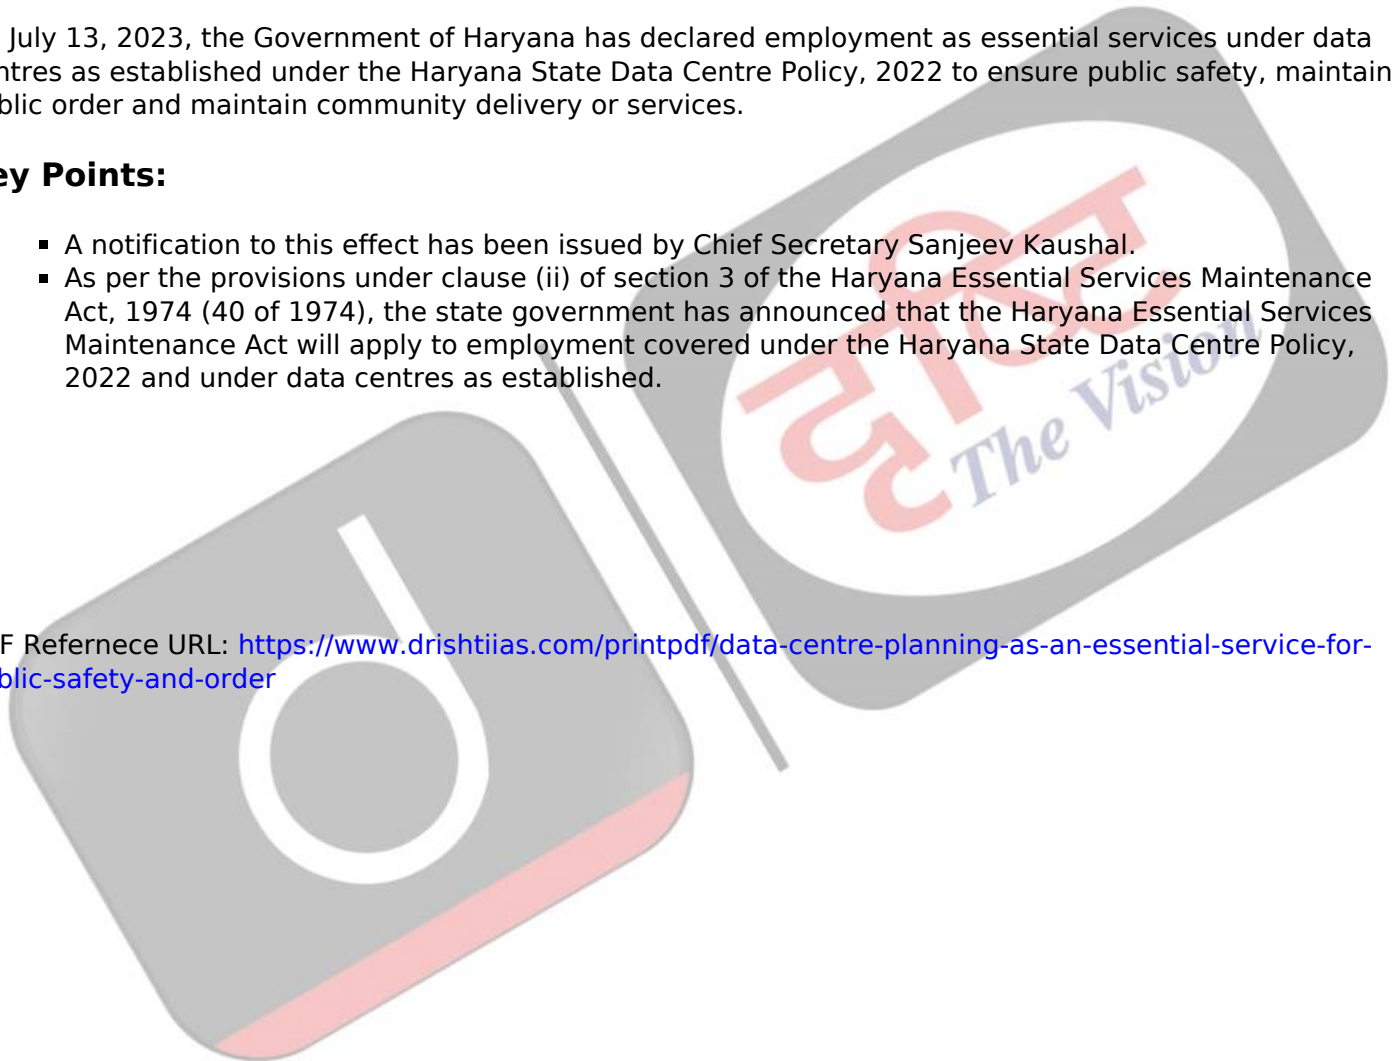 July 13, 2023, the Government of Haryana has declared employment as essential services under data
ntres as established under the Haryana State Data Centre Policy, 2022 to ensure public safety, maintain
blic order and maintain community delivery or services.
ey Points:
▪ A notification to this effect has been issued by Chief Secretary Sanjeev Kaushal.
▪ As per the provisions under clause (ii) of section 3 of the Haryana Essential Services Maintenance
Act, 1974 (40 of 1974), the state government has announced that the Haryana Essential Services
Maintenance Act will apply to employment covered under the Haryana State Data Centre Policy,
2022 and under data centres as established.
दृष्टि
The Vision
F Refernece URL: https://www.drishtiias.com/printpdf/data-centre-planning-as-an-essential-service-for-
blic-safety-and-order
d